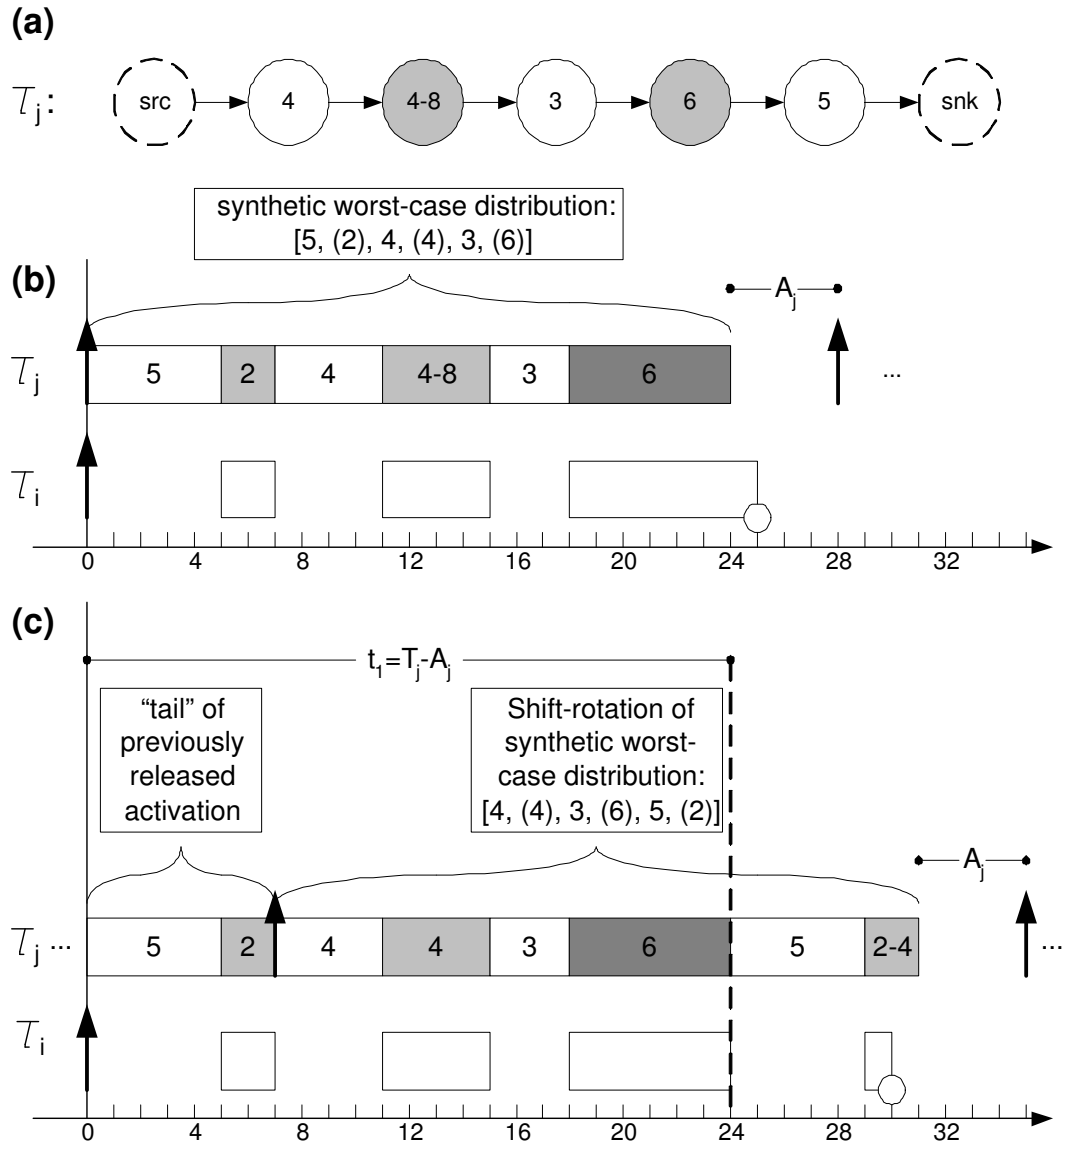 (a)
τj: src 4 4-8 3 6 5 snk
synthetic worst-case distribution:
[5, (2), 4, (4), 3, (6)]
(b)
Aj
τj 5 2 4 4-8 3 6 ...
τi
0 4 8 12 16 20 24 28 32
(c)
t1=Tj-Aj
“tail” of
previously
released
activation
Shift-rotation of
synthetic worst-
case distribution:
[4, (4), 3, (6), 5, (2)]
Aj
τj ... 5 2 4 4 3 6 5 2-4 ...
τi
0 4 8 12 16 20 24 28 32